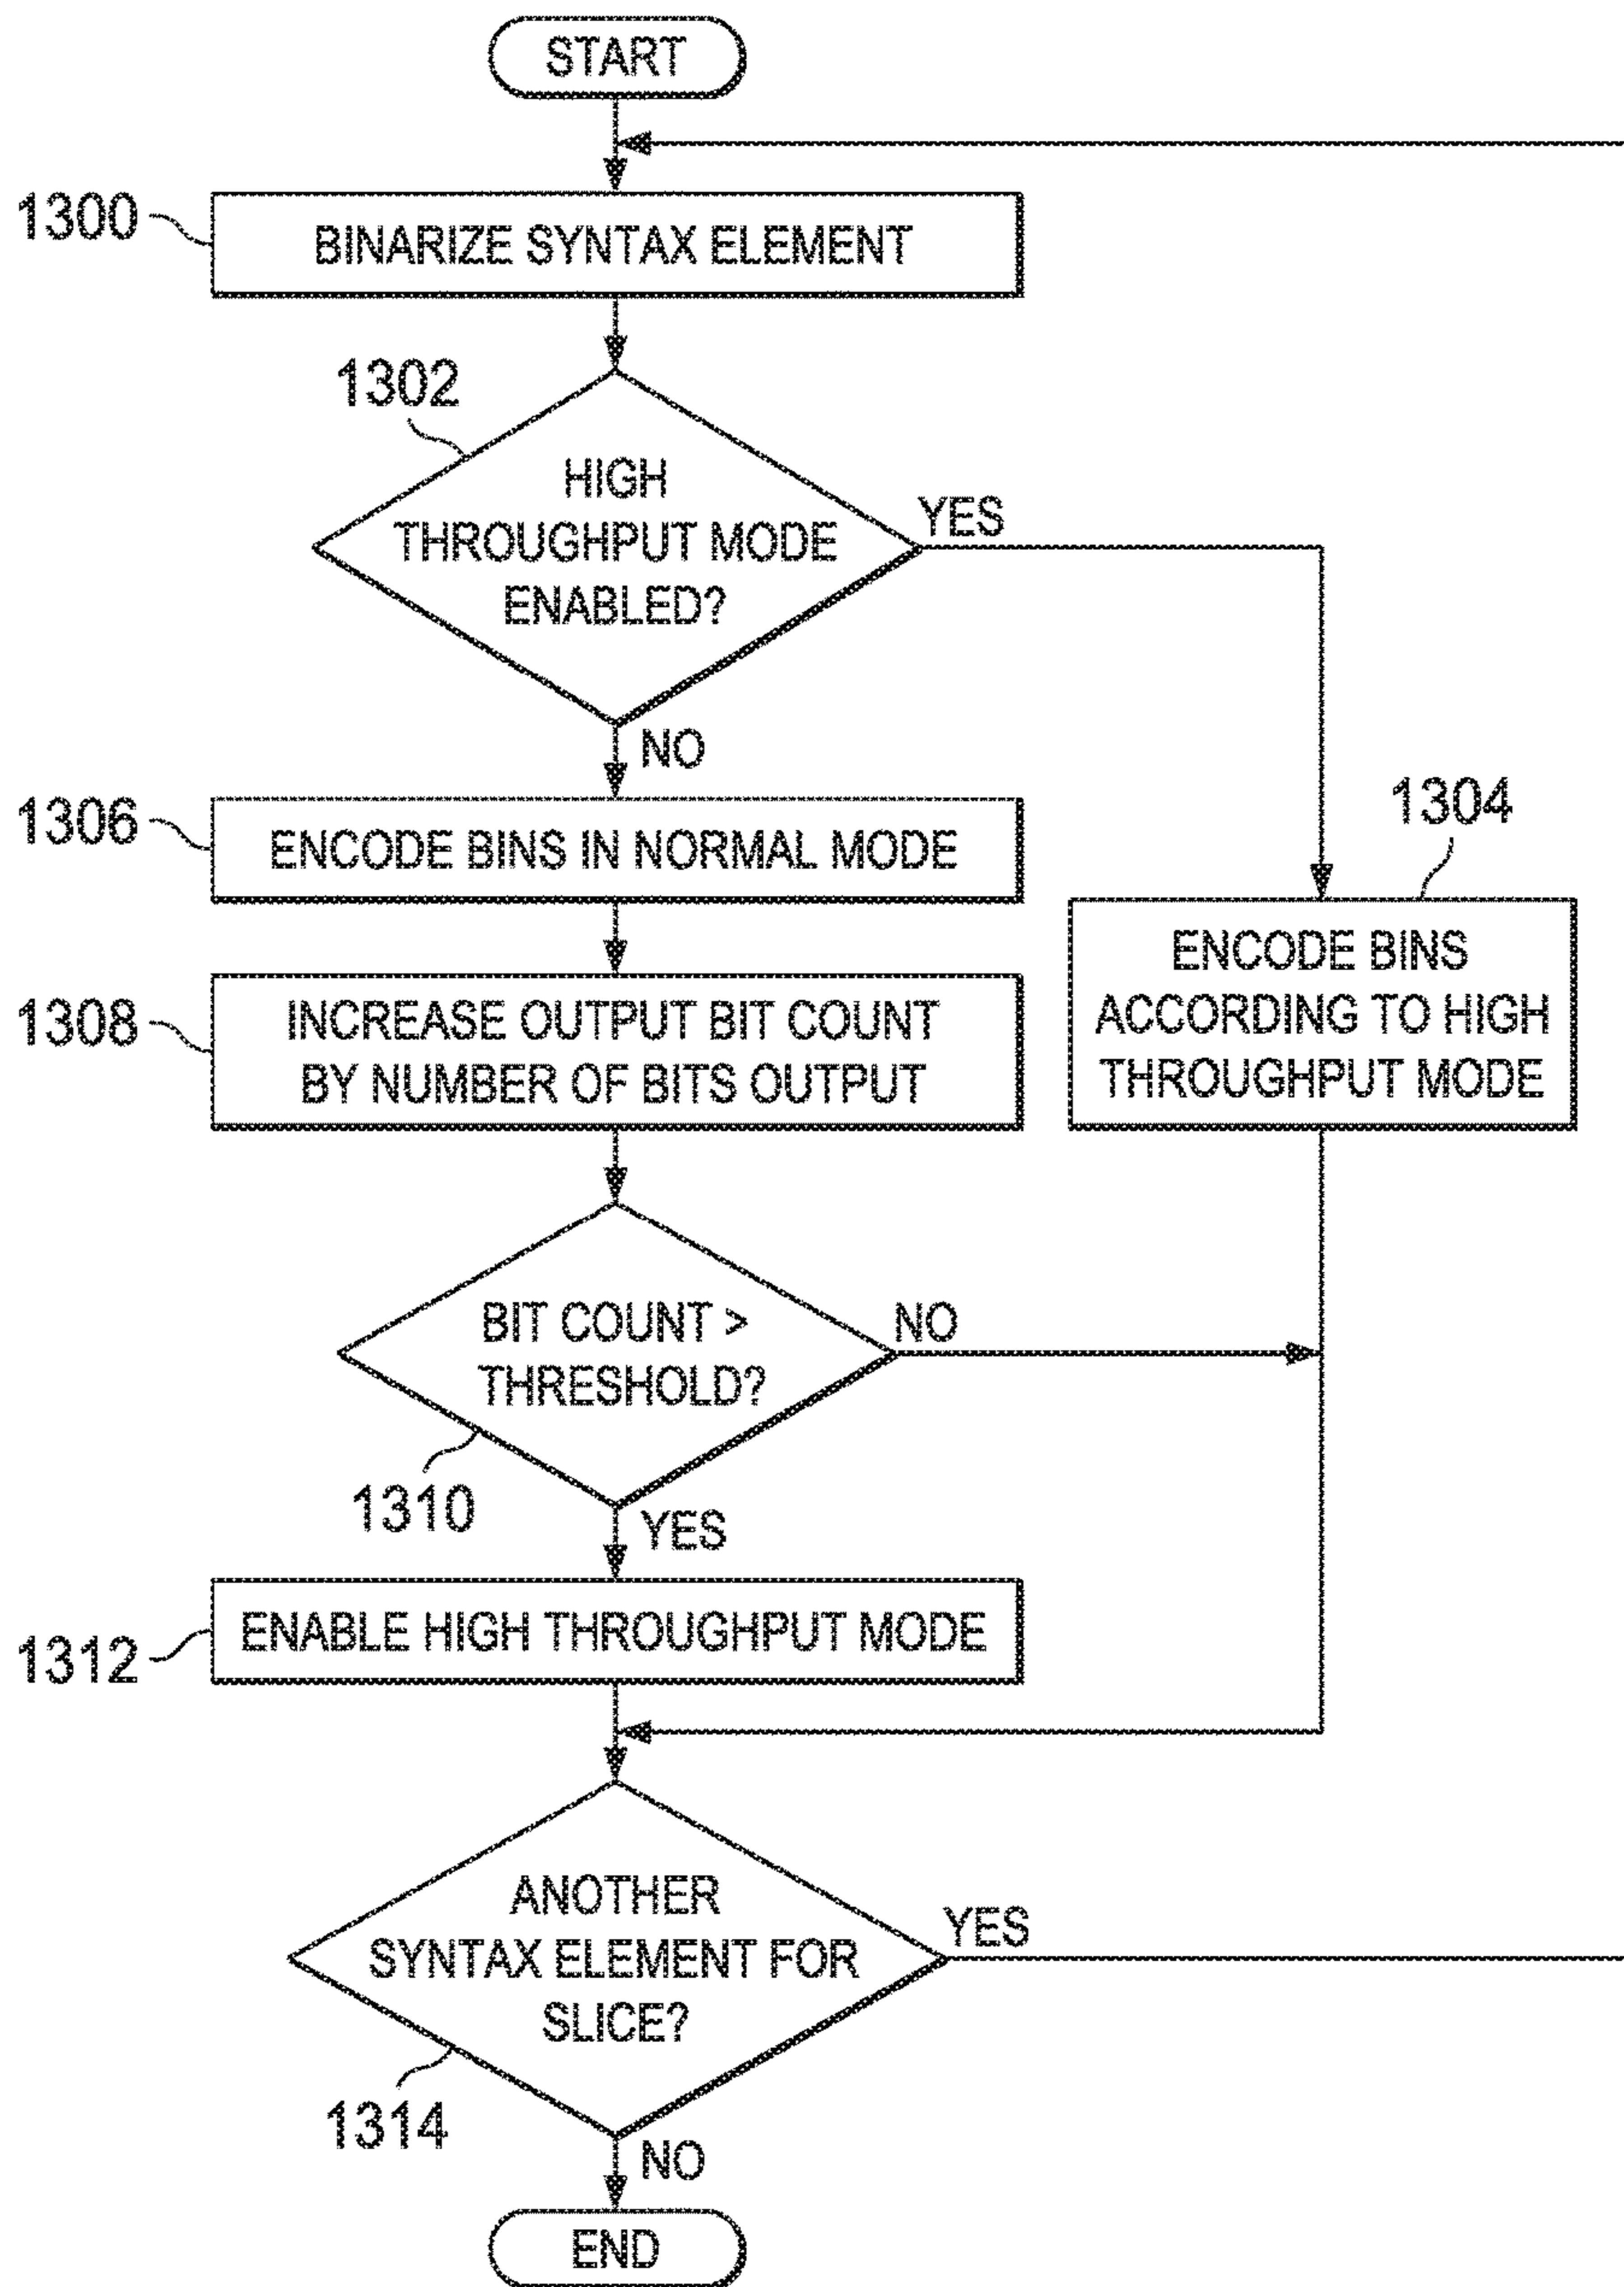 START
1300
BINARIZE SYNTAX ELEMENT
1302
HIGH
THROUGHPUT MODE
ENABLED?
YES
NO
1306
ENCODE BINS IN NORMAL MODE
1304
ENCODE BINS
ACCORDING TO HIGH
THROUGHPUT MODE
1308
INCREASE OUTPUT BIT COUNT
BY NUMBER OF BITS OUTPUT
BIT COUNT >
THRESHOLD?
NO
1310
YES
1312
ENABLE HIGH THROUGHPUT MODE
ANOTHER
SYNTAX ELEMENT FOR
SLICE?
YES
1314
NO
END